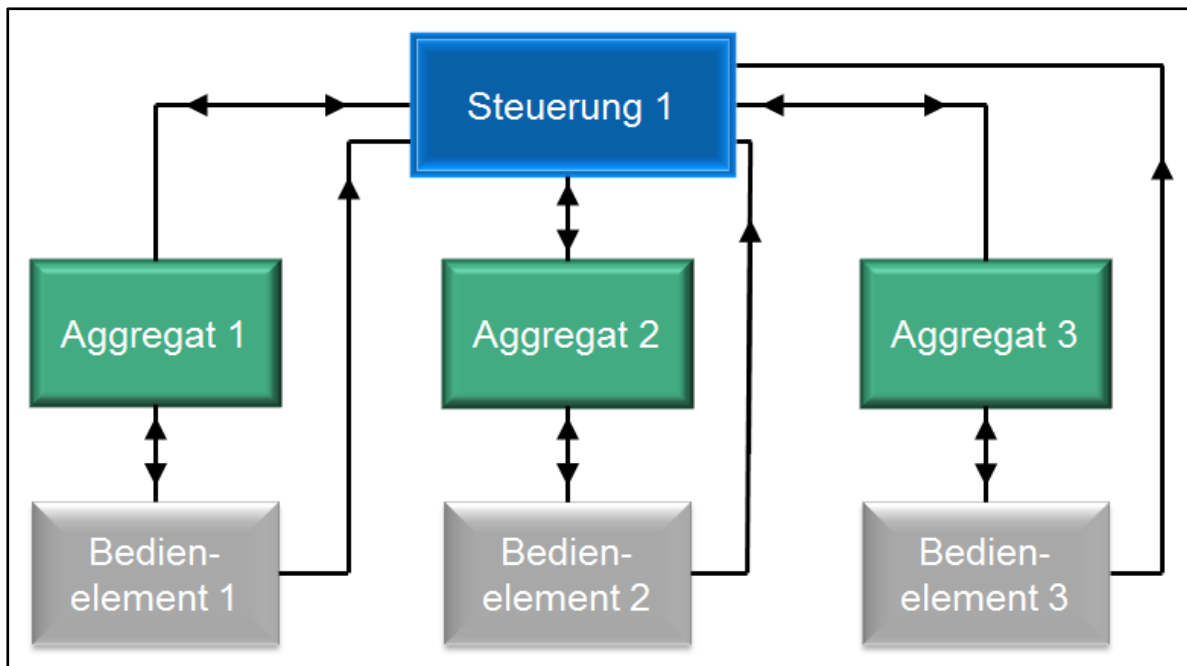 Steuerung 1
Aggregat 1
Aggregat 2
Aggregat 3
Bedien-
element 1
Bedien-
element 2
Bedien-
element 3